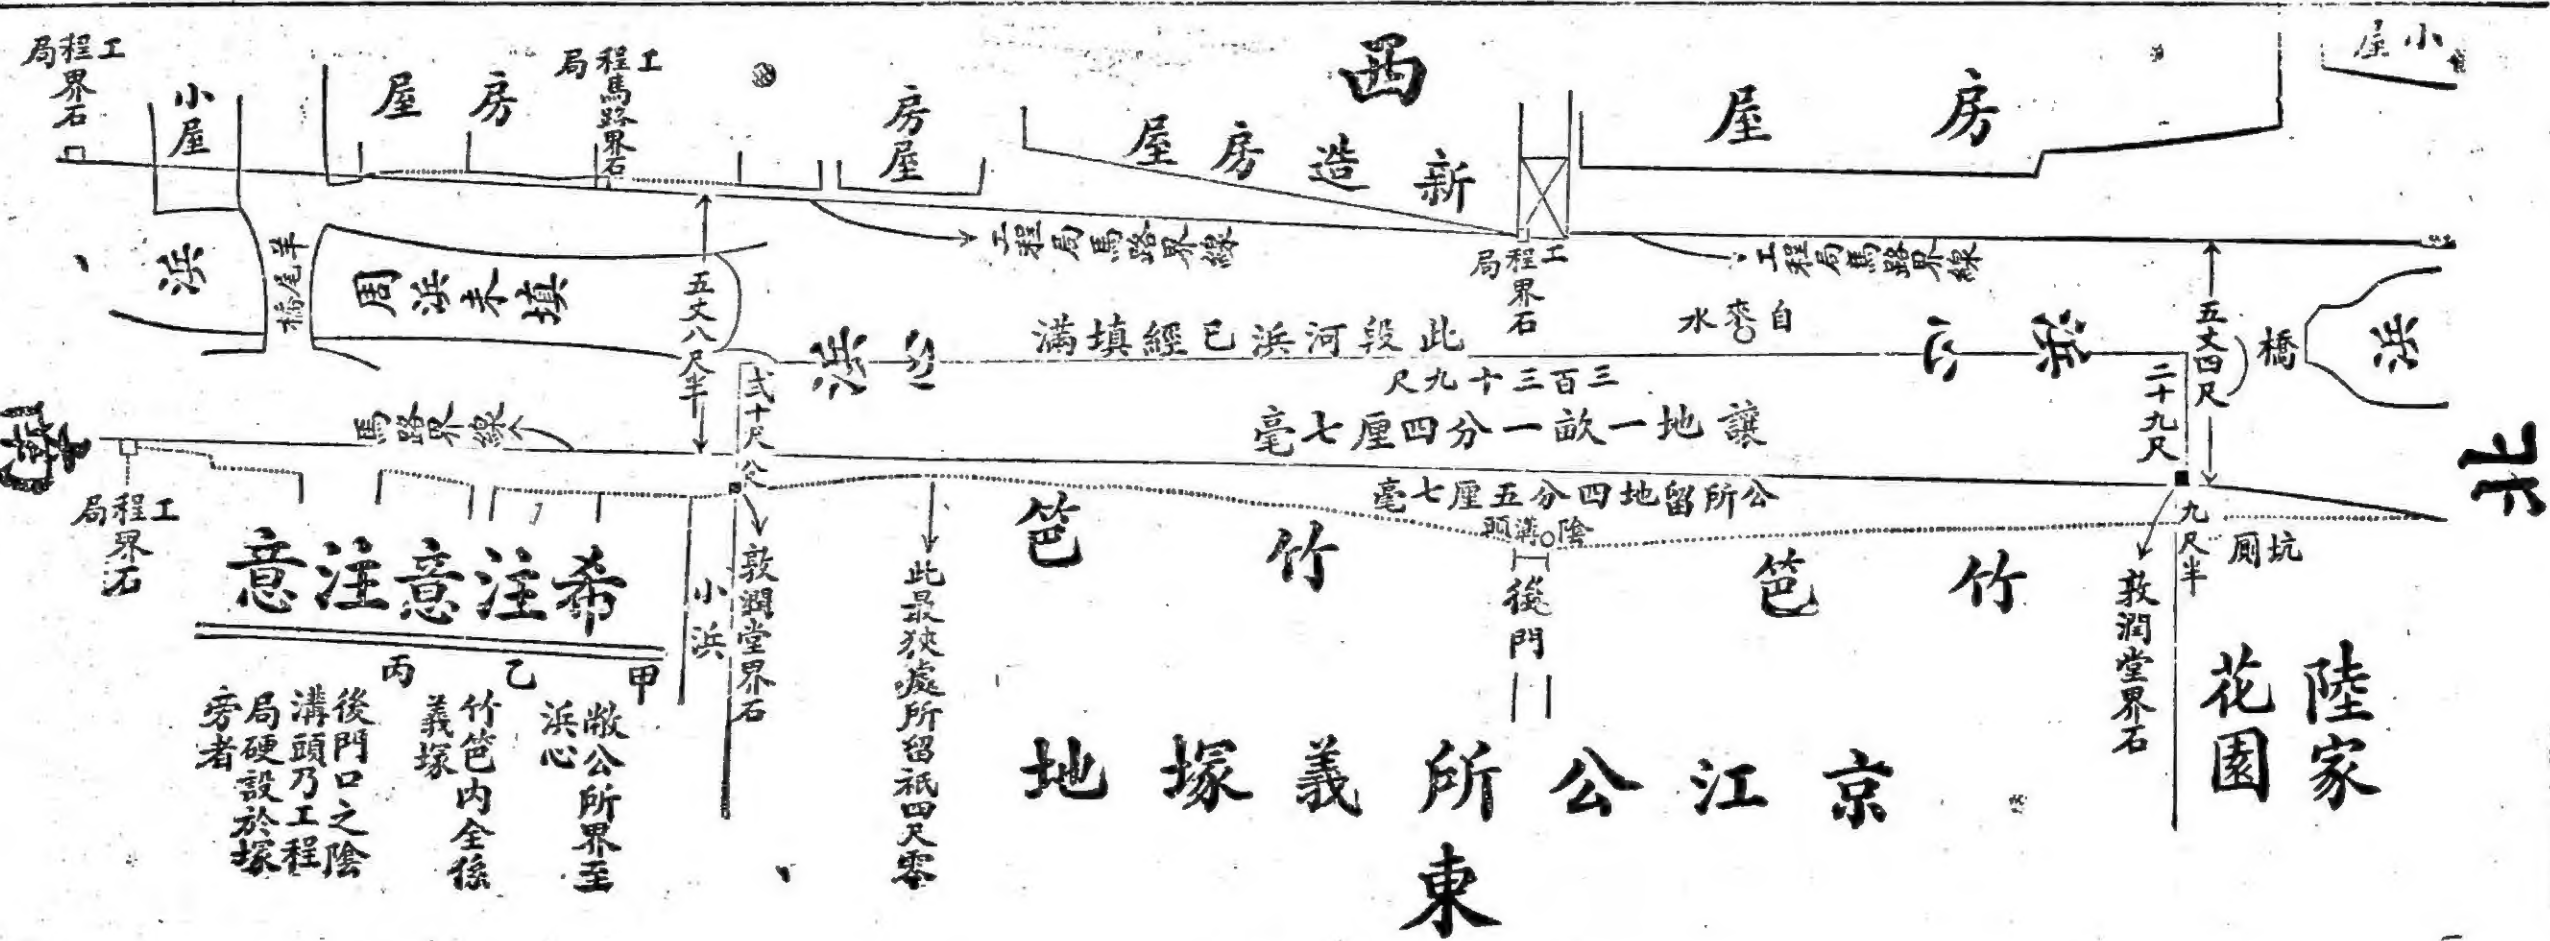 西
北
東
南
小屋
房屋
新造房屋
房屋
房屋
小屋
工程局馬路界石
工程局界石
工程局馬路界線
工程局馬路界線
工程局界石
浜
橋
五丈四尺
二十九尺
九尺半
自來水
此段河浜已經填滿
三百三十九尺
讓地一畝一分四厘七毫
公所留地四分五厘七毫
浜
浜
五丈八尺半
弍十尺
周浜未填
羊尾橋
浜
馬路界線
工程局界石
坑厠
陸家
花園
敦潤堂界石
竹笆
竹笆
陰溝頭
後門
京江公所義塚地
此最狹處所留祇四尺零
敦潤堂界石
小浜
希注意注意
甲
敝公所界至
浜心
乙
竹笆内全係
義塚
丙
後門口之陰
溝頭乃工程
局硬設於塚
旁者